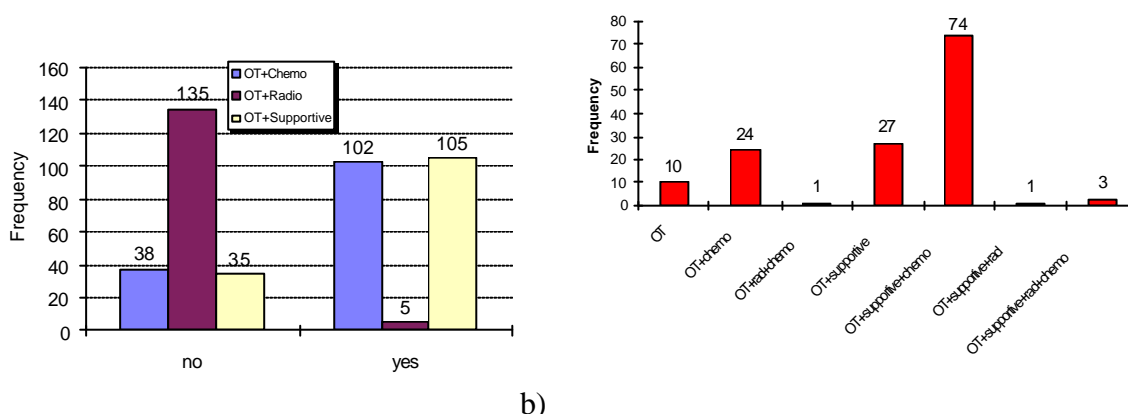 160
140
120
100
80
60
40
20
0
Frequency
OT+Chemo
OT+Radio
OT+Supportive
38
135
35
102
5
105
no
yes
b)
80
70
60
50
40
30
20
10
0
Frequency
10
24
1
27
74
1
3
OT
OT+chemo
OT+rad+chemo
OT+supportive
OT+supportive+chemo
OT+supportive+rad
OT+supportive+rad+chemo